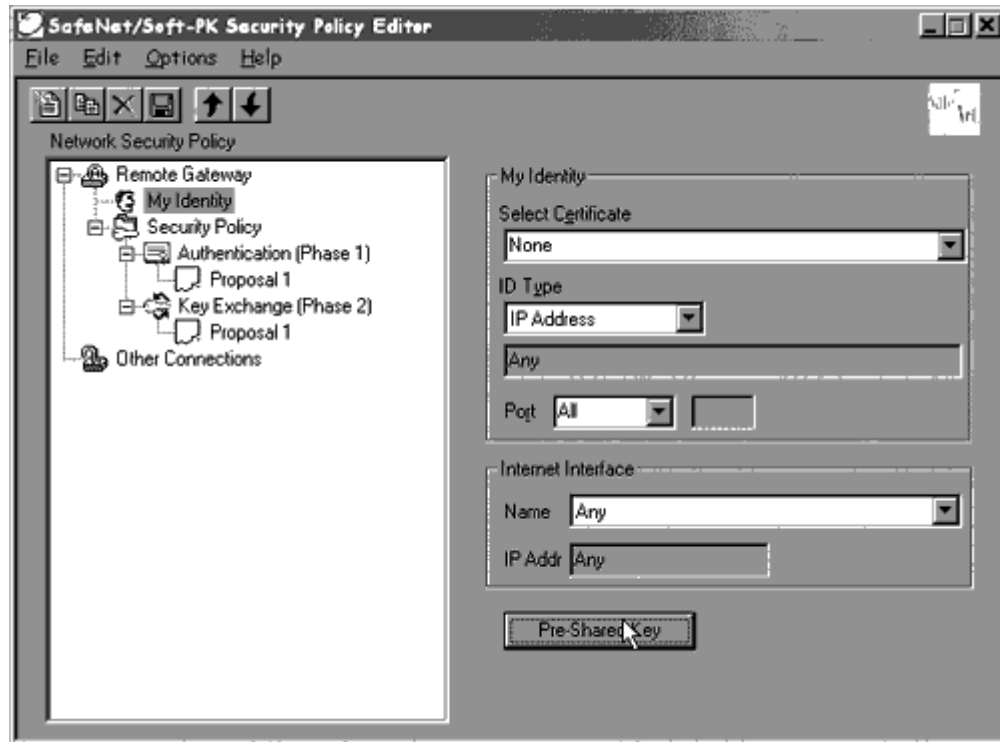 SafeNet/Soft-PK Security Policy Editor
File Edit Options Help
Network Security Policy
Remote Gateway
My Identity
Security Policy
Authentication (Phase 1)
Proposal 1
Key Exchange (Phase 2)
Proposal 1
Other Connections
My Identity
Select Certificate
None
ID Type
IP Address
Any
Port All
Internet Interface
Name Any
IP Addr Any
Pre-Shared Key